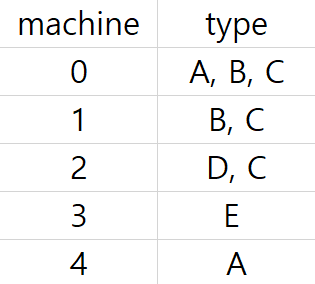 machine type
0 A, B, C
1 B, C
2 D, C
3 E
4 A